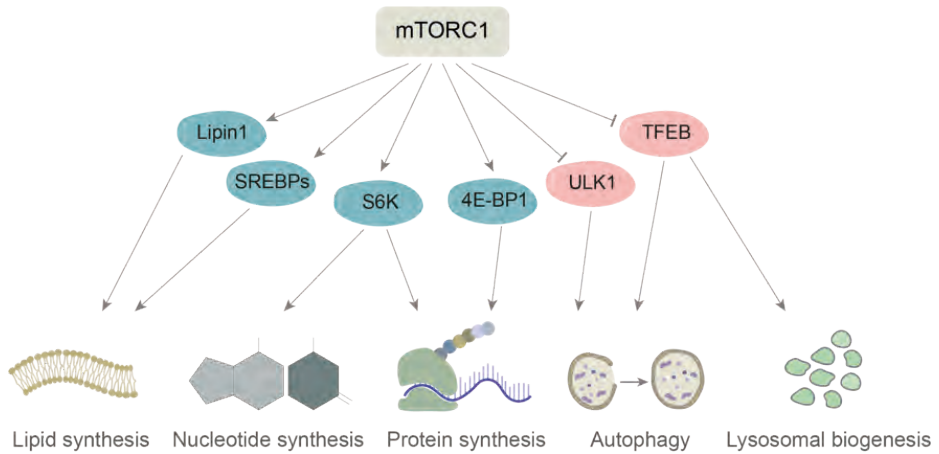 mTORC1
Lipin1
TFEB
SREBPs
ULK1
S6K
4E-BP1
Lipid synthesis
Nucleotide synthesis
Protein synthesis
Autophagy
Lysosomal biogenesis